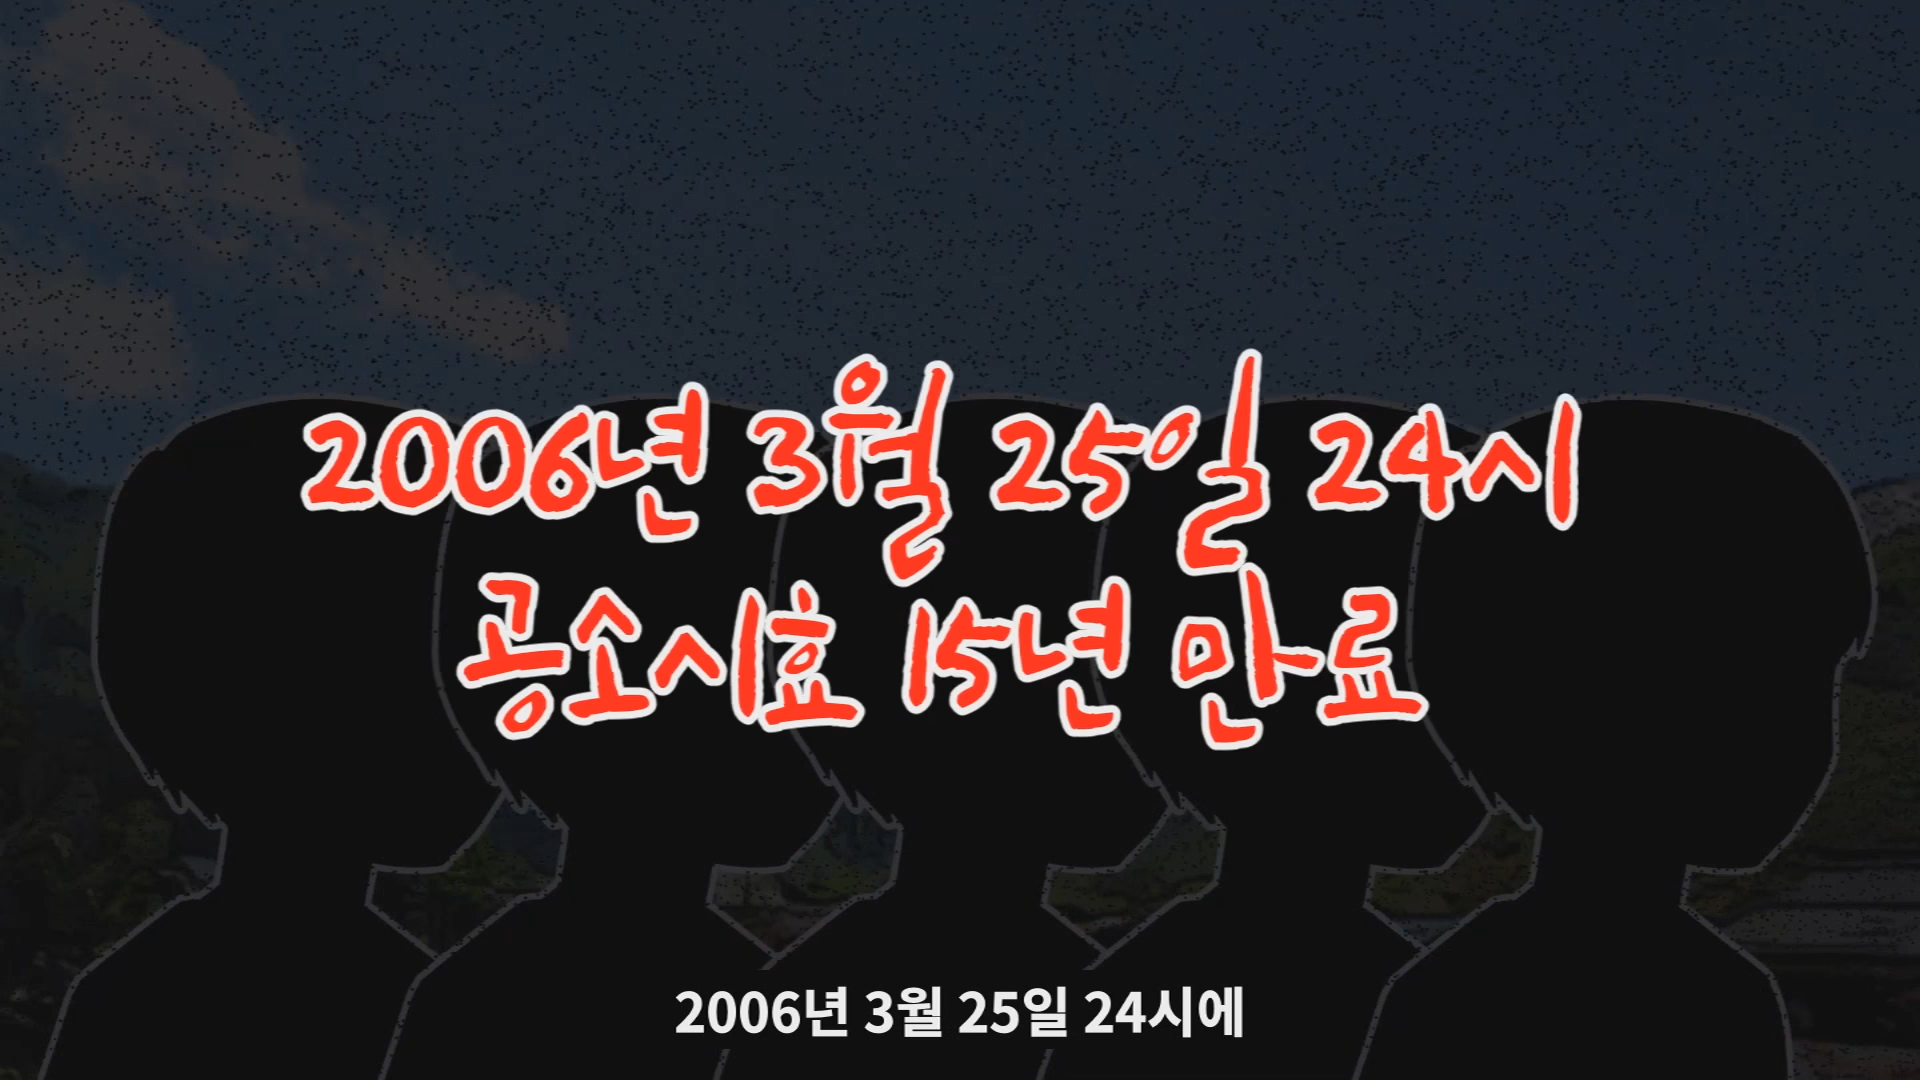 2006년 3월 25일 24시
공소시효 15년 만료
2006년 3월 25일 24시에